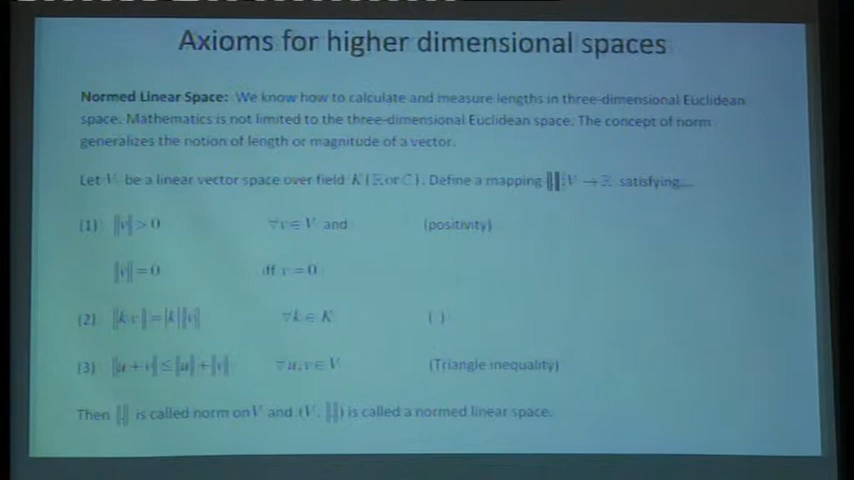 Axioms for higher dimensional spaces
Normed Linear Space: We know how to calculate and measure lengths in three-dimensional Euclidean
space. Mathematics is not limited to the three-dimensional Euclidean space. The concept of norm
generalizes the notion of length or magnitude of a vector.
Let V be a linear vector space over field K(ℝ or ℂ). Define a mapping ‖ ‖: V → ℝ satisfying...
(1) ‖v‖ > 0 ∀v ∈ V and (positivity)
‖v‖ = 0 iff v = 0
(2) ‖k v‖ = |k|‖v‖ ∀k ∈ K ( )
(3) ‖u + v‖ ≤ ‖u‖ + ‖v‖ ∀u, v ∈ V (Triangle inequality)
Then ‖ ‖ is called norm on V and (V, ‖ ‖) is called a normed linear space.